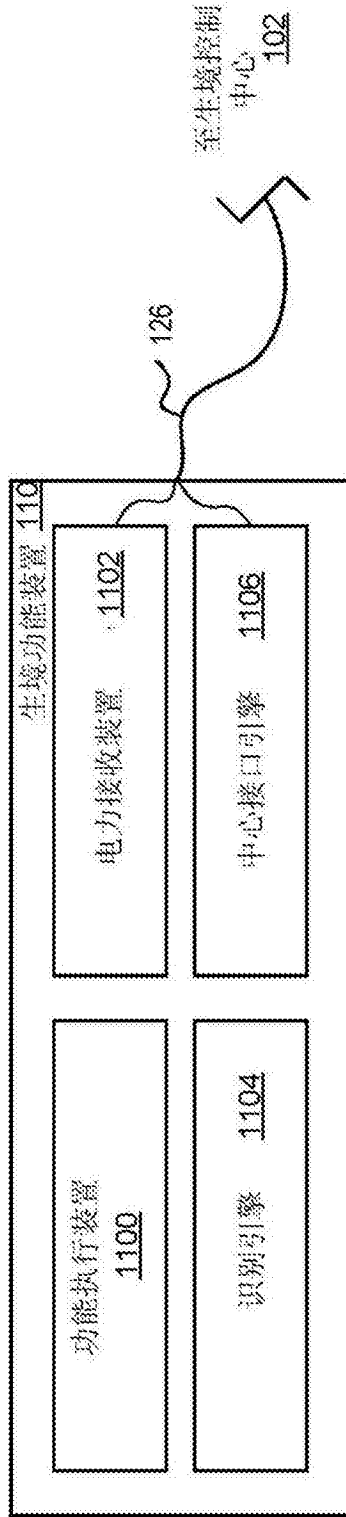 生境功能装置 110
功能执行装置
1100
电力接收装置
1102
识别引擎
1104
中心接口引擎
1106
126
至生境控制
中心
102